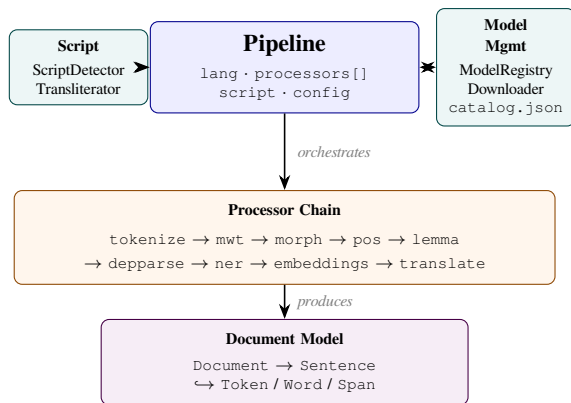 Script
ScriptDetector
Transliterator
Pipeline
lang · processors[]
script · config
Model
Mgmt
ModelRegistry
Downloader
catalog.json
orchestrates
Processor Chain
tokenize → mwt → morph → pos → lemma
→ depparse → ner → embeddings → translate
produces
Document Model
Document → Sentence
↪ Token / Word / Span